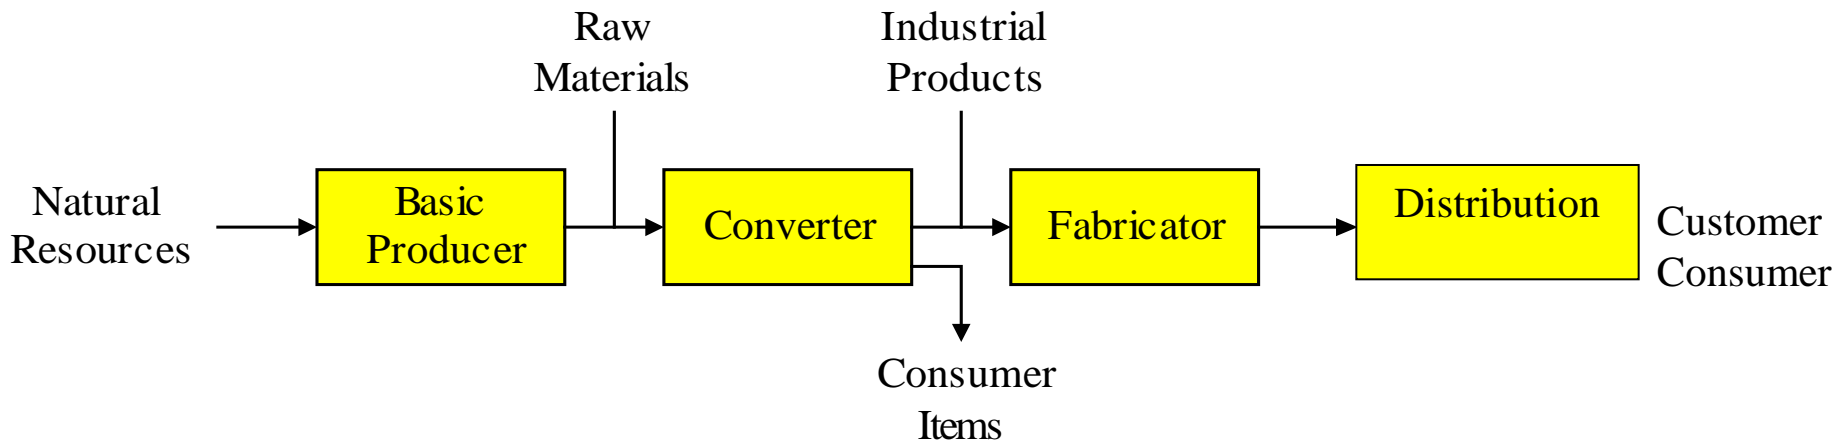 Raw
Materials
Industrial
Products
Natural
Resources
Basic
Producer
Converter
Fabricator
Distribution
Customer
Consumer
Consumer
Items